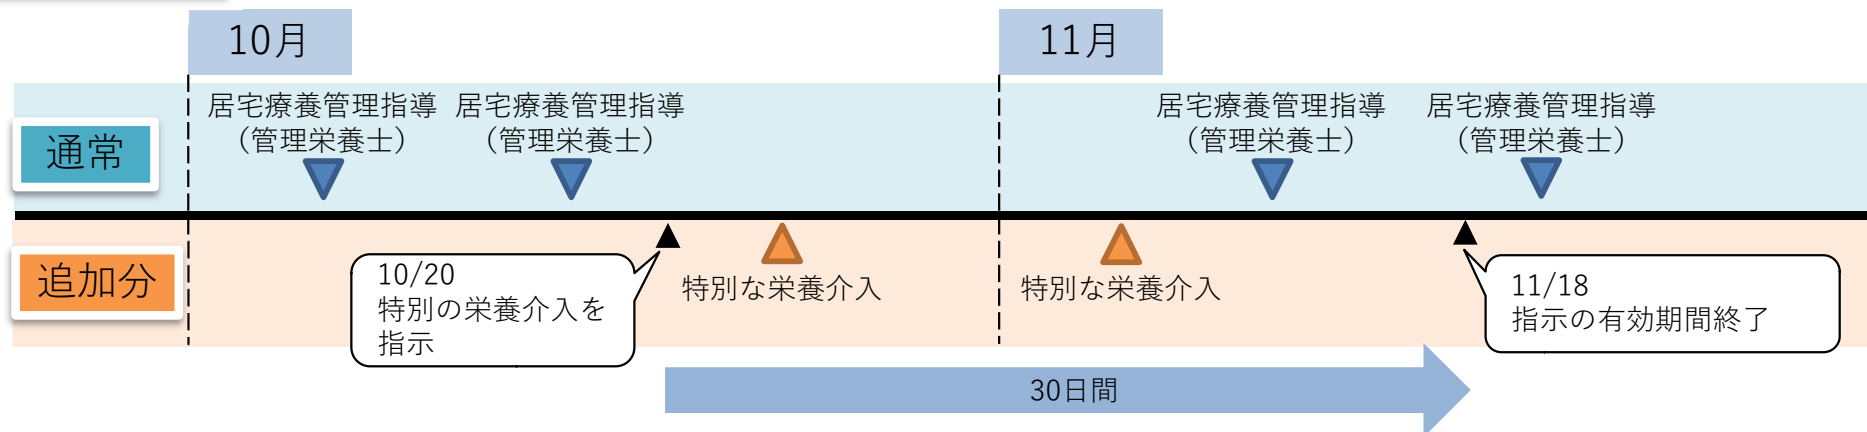 10月
11月
通常
居宅療養管理指導
（管理栄養士）
居宅療養管理指導
（管理栄養士）
居宅療養管理指導
（管理栄養士）
居宅療養管理指導
（管理栄養士）
追加分
10/20
特別の栄養介入を
指示
特別な栄養介入
特別な栄養介入
11/18
指示の有効期間終了
30日間